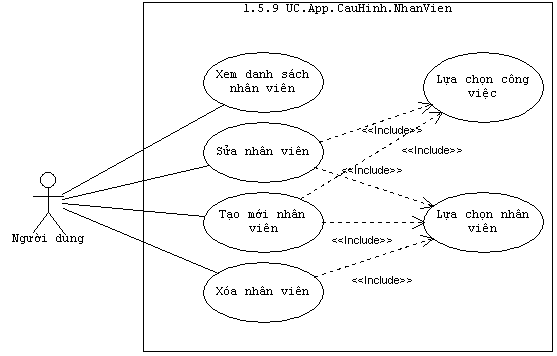 1.5.9 UC.App.CauHinh.NhanVien
Xem danh sách
nhân viên
Lựa chọn công
việc
<<Include>>
Sửa nhân viên
<<Include>>
<<Include>>
Tạo mới nhân
viên
Lựa chọn nhân
viên
Người dùng
<<Include>>
<<Include>>
Xóa nhân viên